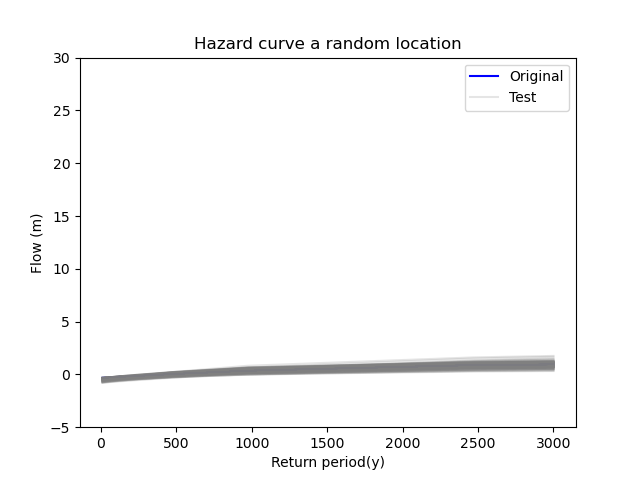 Hazard curve a random location
Original
Test
30
25
20
15
10
5
0
−5
Flow (m)
0 500 1000 1500 2000 2500 3000
Return period(y)